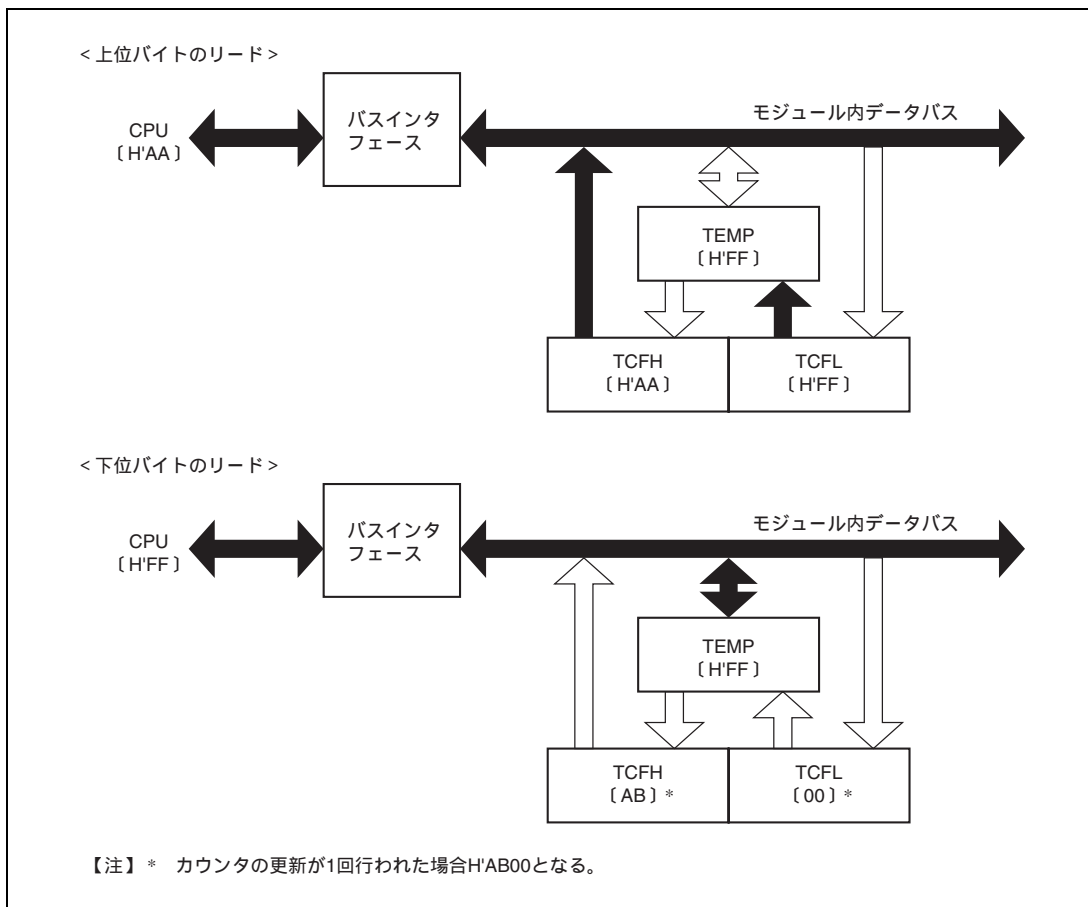 <上位バイトのリード>
CPU
〔H'AA〕
バスインタ
フェース
モジュール内データバス
TEMP
〔H'FF〕
TCFH
〔H'AA〕
TCFL
〔H'FF〕
<下位バイトのリード>
CPU
〔H'FF〕
バスインタ
フェース
モジュール内データバス
TEMP
〔H'FF〕
TCFH
〔AB〕*
TCFL
〔00〕*
【注】* カウンタの更新が1回行われた場合H'AB00となる。